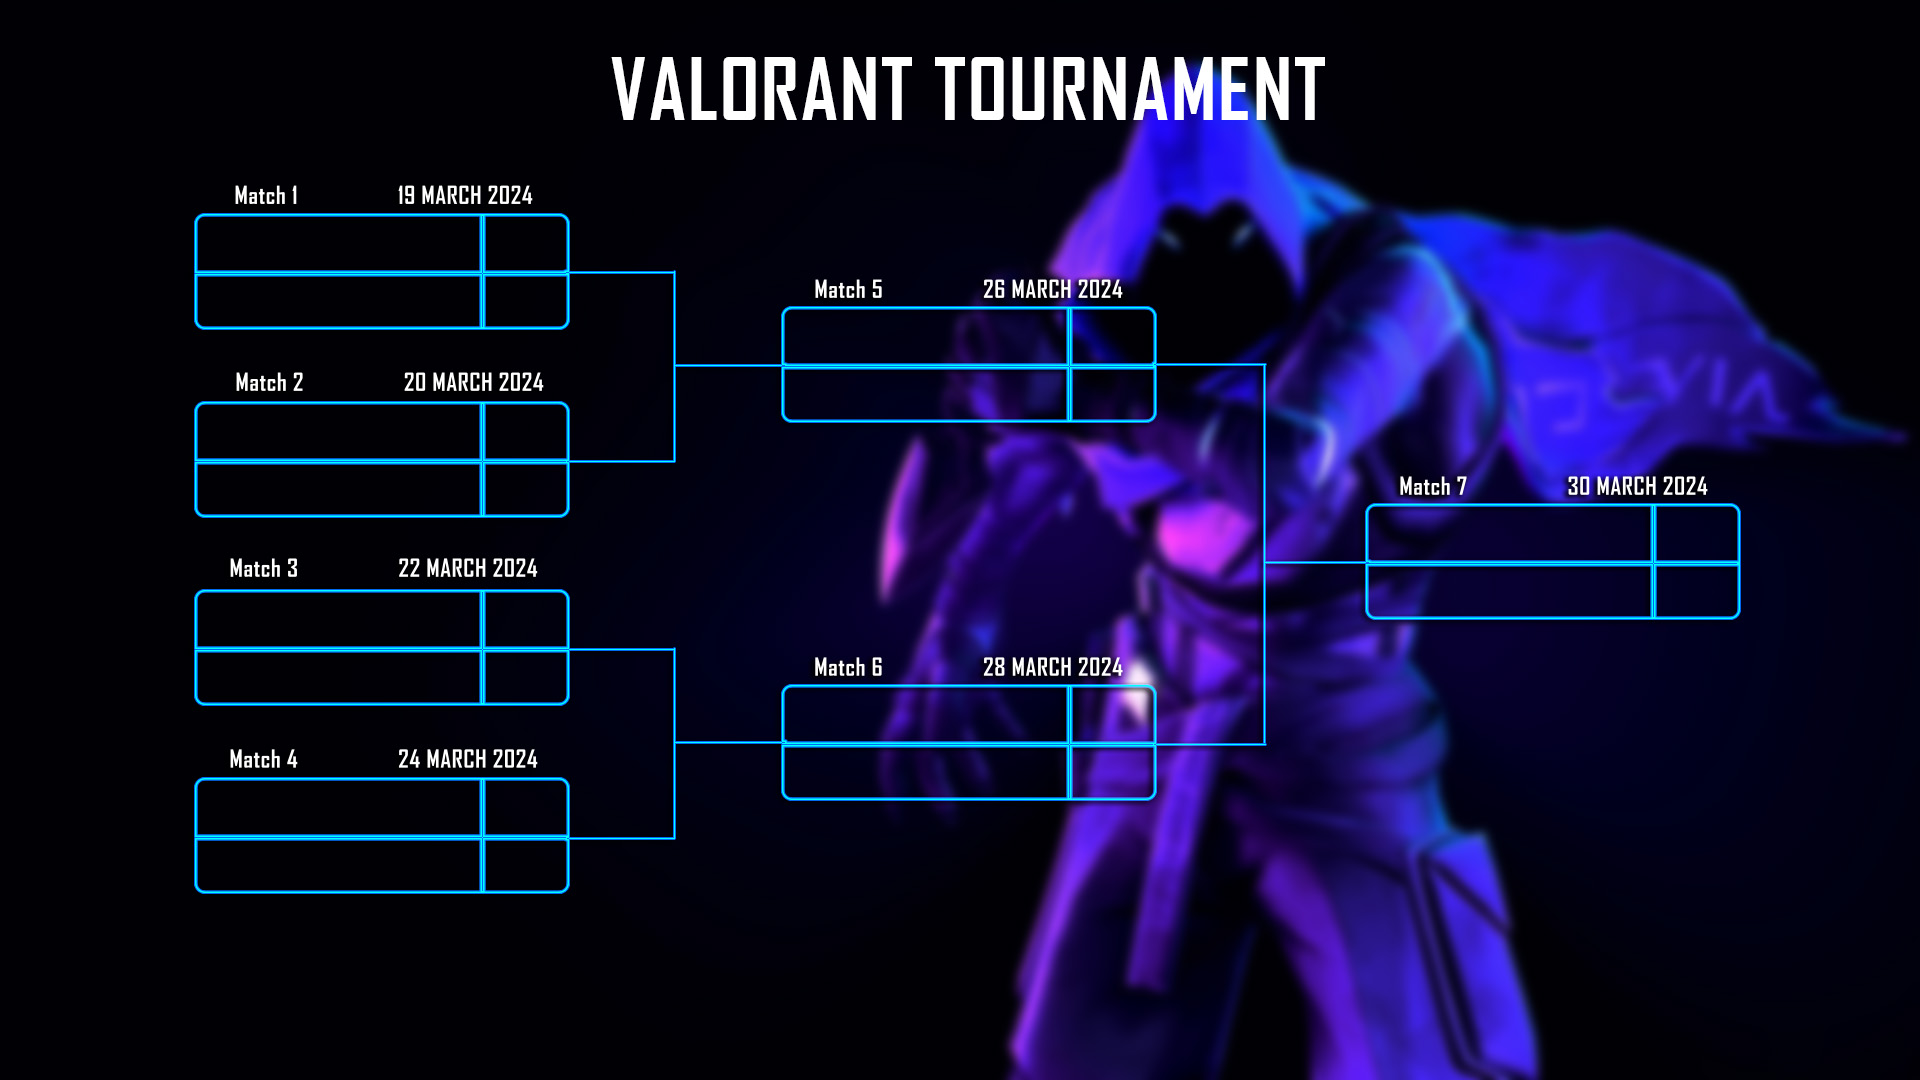 VALORANT TOURNAMENT
Match 1 19 MARCH 2024
Match 2 20 MARCH 2024
Match 3 22 MARCH 2024
Match 4 24 MARCH 2024
Match 5 26 MARCH 2024
Match 6 28 MARCH 2024
Match 7 30 MARCH 2024